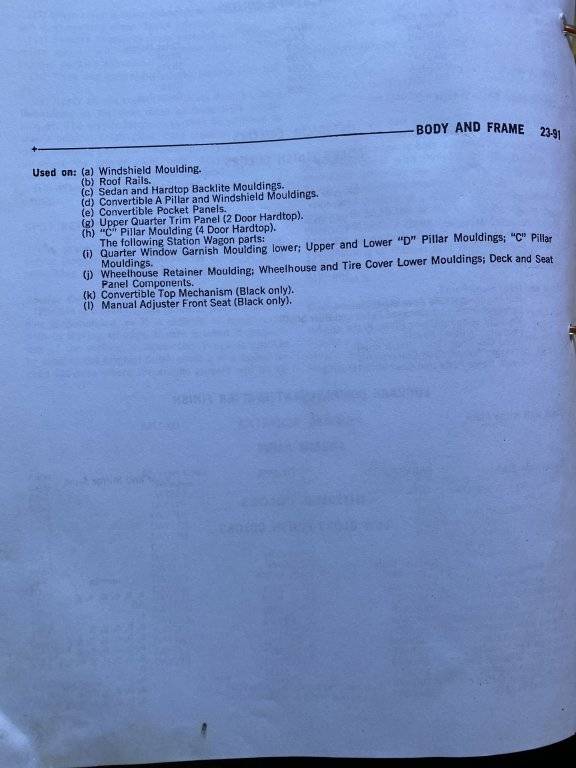 BODY AND FRAME 23-91
Used on: (a) Windshield Moulding.
(b) Roof Rails.
(c) Sedan and Hardtop Backlite Mouldings.
(d) Convertible A Pillar and Windshield Mouldings.
(e) Convertible Pocket Panels.
(g) Upper Quarter Trim Panel (2 Door Hardtop).
(h) "C" Pillar Moulding (4 Door Hardtop).
The following Station Wagon parts:
(i) Quarter Window Garnish Moulding lower; Upper and Lower "D" Pillar Mouldings; "C" Pillar
Mouldings.
(j) Wheelhouse Retainer Moulding; Wheelhouse and Tire Cover Lower Mouldings; Deck and Seat
Panel Components.
(k) Convertible Top Mechanism (Black only).
(l) Manual Adjuster Front Seat (Black only).